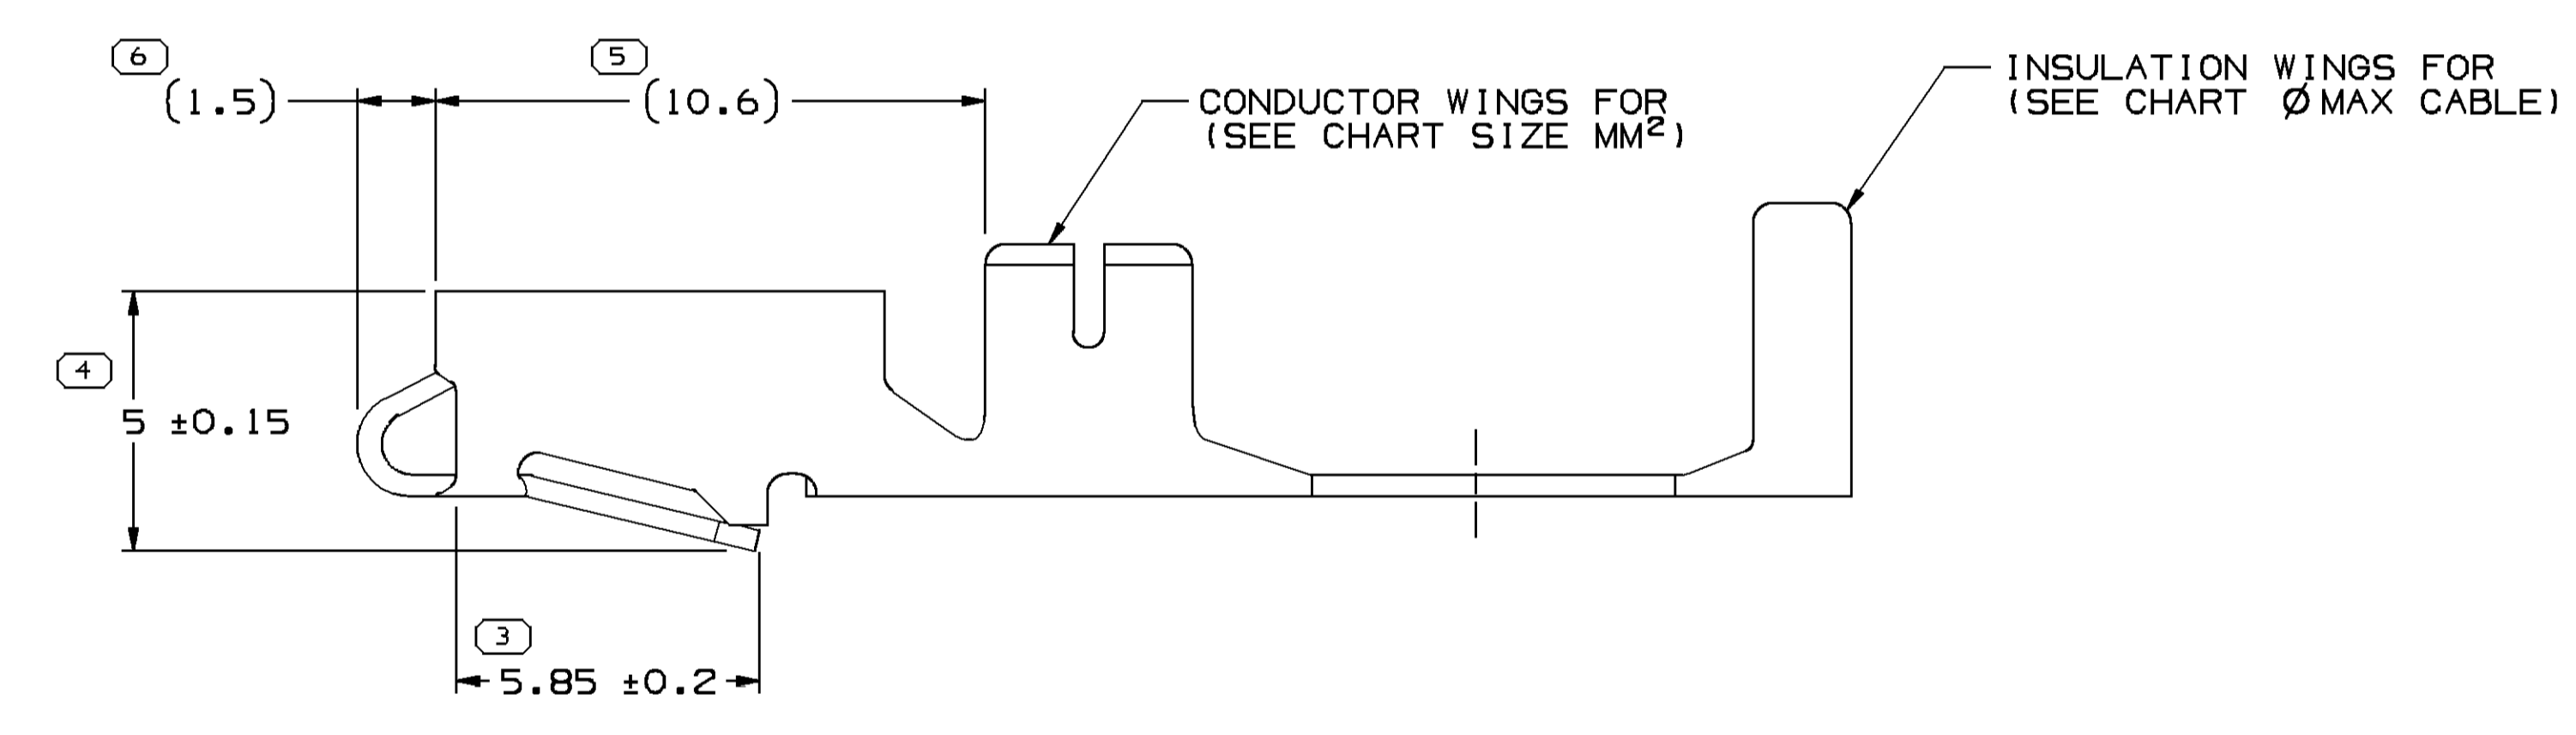 6
(1.5)
5
(10.6)
CONDUCTOR WINGS FOR
(SEE CHART SIZE MM²)
INSULATION WINGS FOR
(SEE CHART Ø MAX CABLE)
4
5 ±0.15
3
5.85 ±0.2